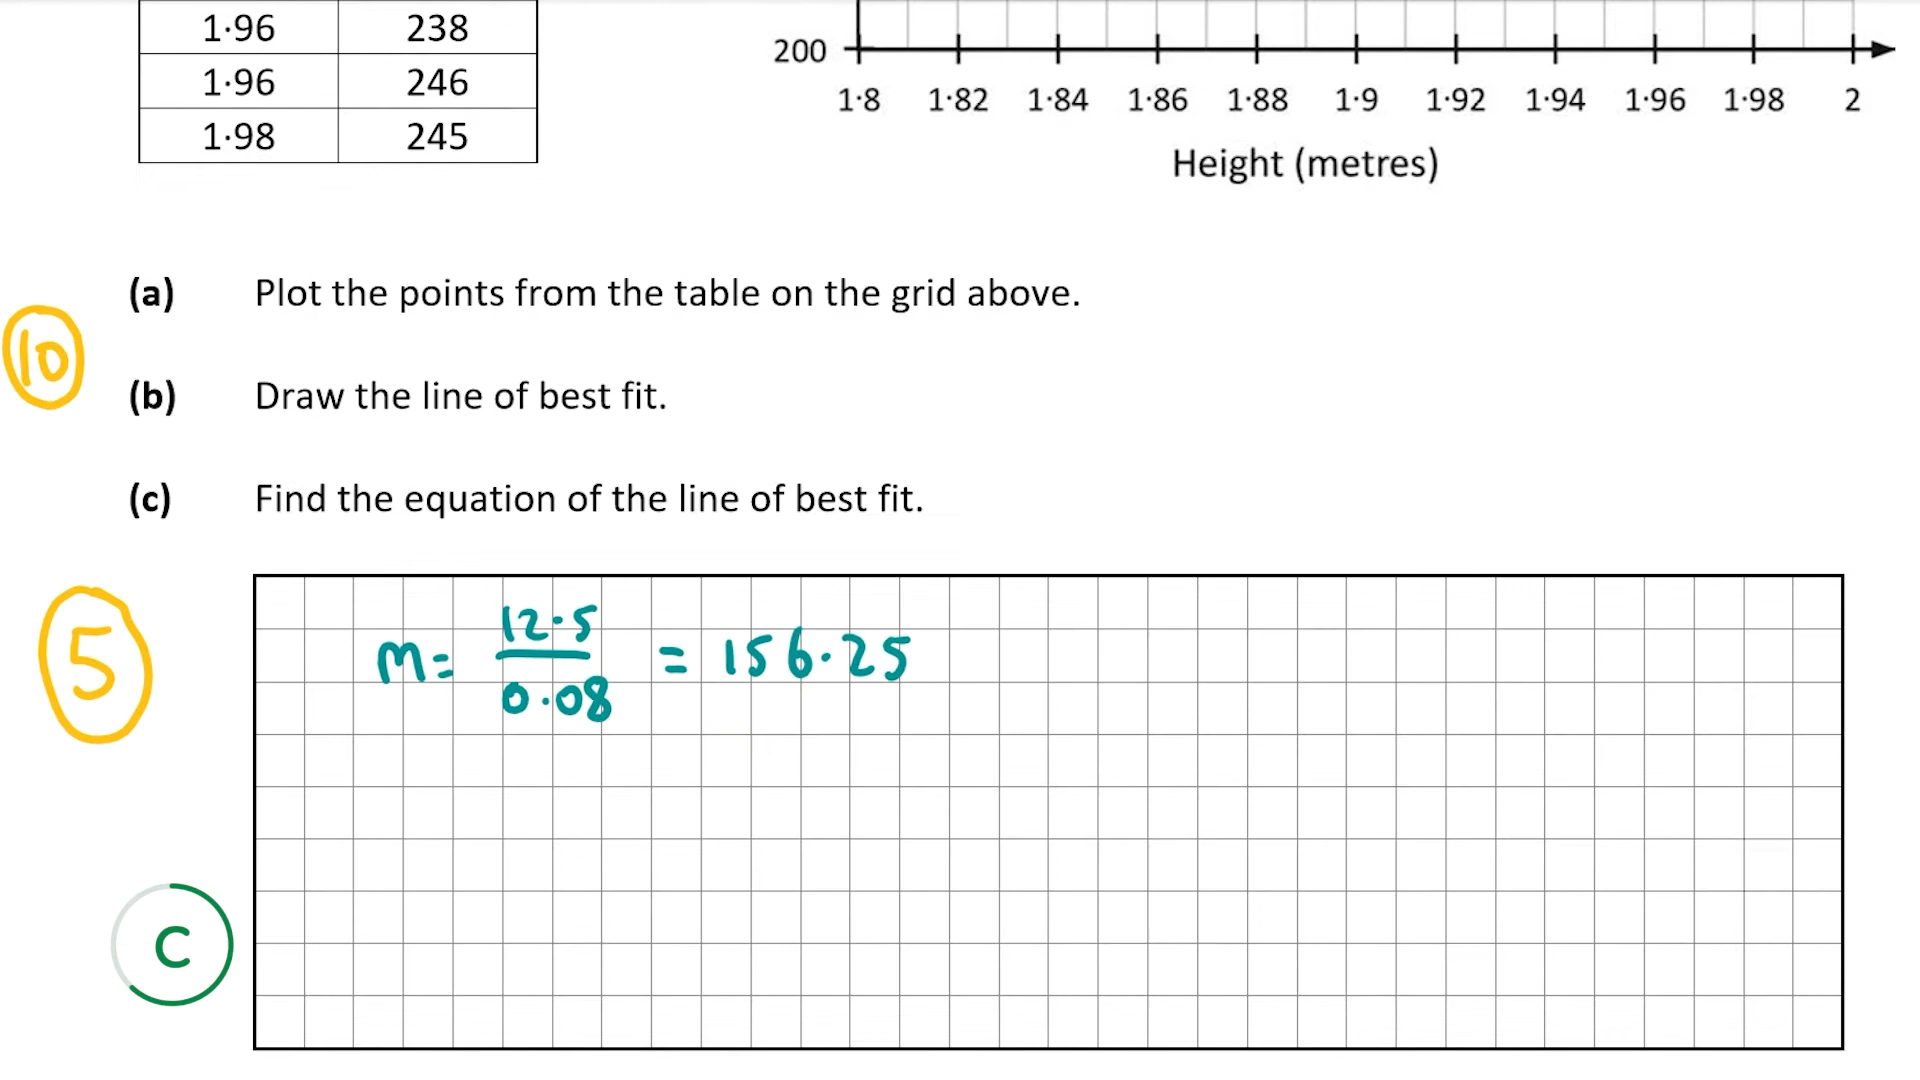 1·96 238
1·96 246
1·98 245
200
1·8 1·82 1·84 1·86 1·88 1·9 1·92 1·94 1·96 1·98 2
Height (metres)
(a) Plot the points from the table on the grid above.
10
(b) Draw the line of best fit.
(c) Find the equation of the line of best fit.
5
m = 12·5 / 0·08 = 156·25
C